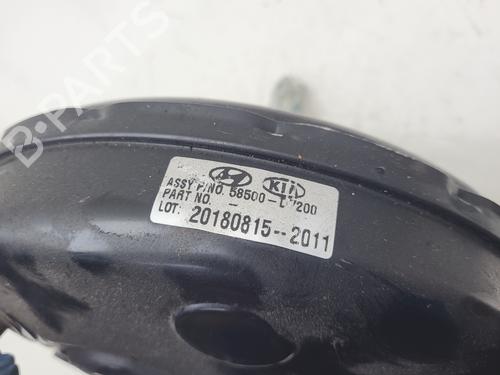 B-PARTS
KIA
ASSY P/NO. 58500-
PART NO. -
LOT: 20180815--2011